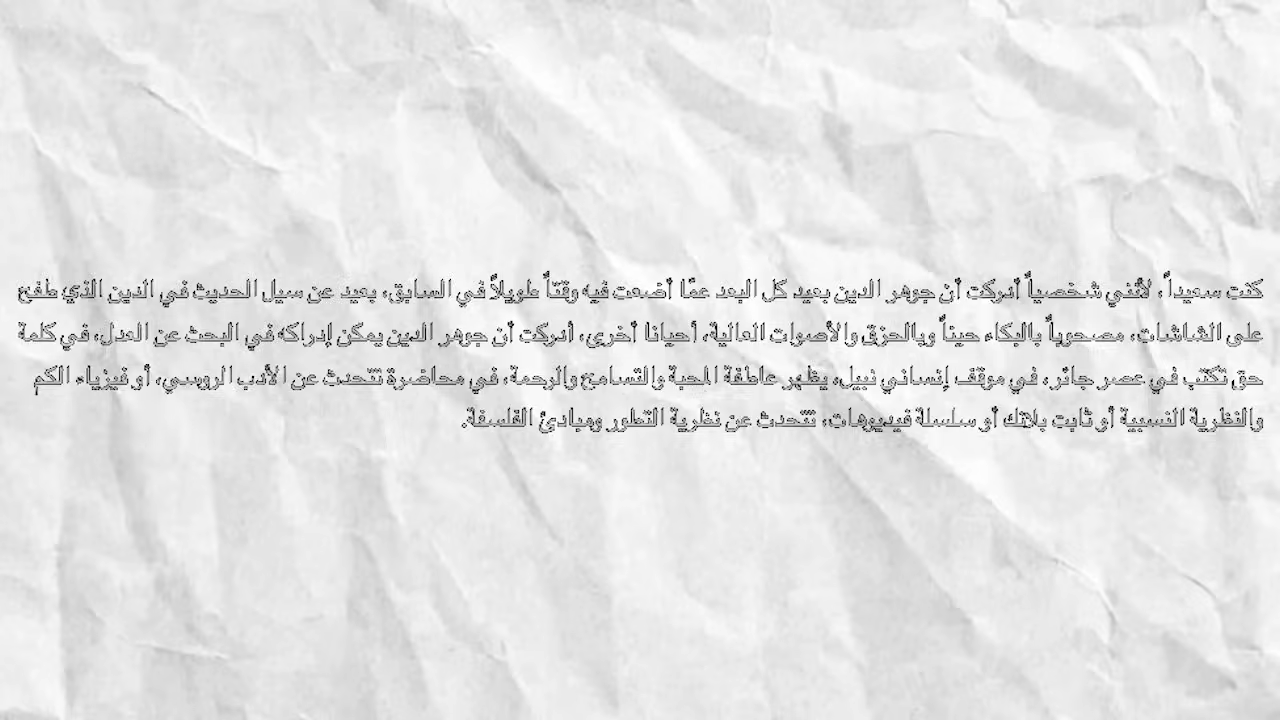 كنت سعيداً، لأنني شخصياً أدركت أن جوهر الدين بعيد كل البعد عمّا أضعت فيه وقتاً طويلاً في السابق، بعيد عن سيل الحديث في الدين الذي طفح
على الشاشات، مصحوباً بالبكاء حيناً وبالحزق والأصوات العالية، أحيانا أخرى، أدركت أن جوهر الدين يمكن إدراكه في البحث عن العدل، في كلمة
حق تكتب في عصر جائر، في موقف إنساني نبيل، يظهر عاطفة المحبة والتسامح والرحمة، في محاضرة تتحدث عن الأدب الروسي، أو فيزياء الكم
والنظرية النسبية أو ثابت بلانك أو سلسلة فيديوهات، تتحدث عن نظرية التطور ومبادئ الفلسفة.